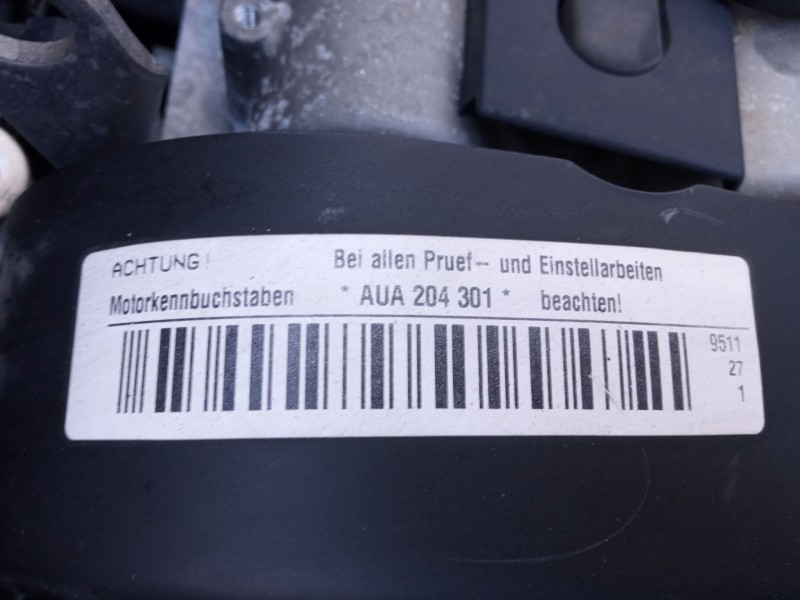 ACHTUNG! Bei allen Pruef- und Einstellarbeiten
Motorkennbuchstaben * AUA 204 301 * beachten!
9511
27
1